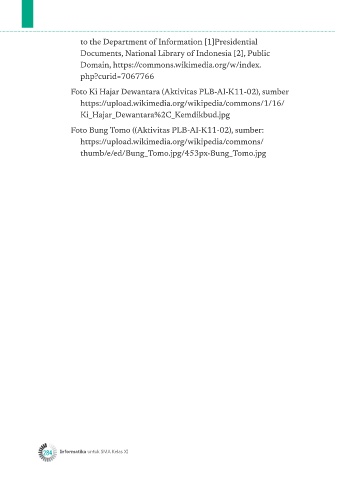 to the Department of Information [1]Presidential
Documents, National Library of Indonesia [2], Public
Domain, https://commons.wikimedia.org/w/index.
php?curid=7067766
Foto Ki Hajar Dewantara (Aktivitas PLB-AI-K11-02), sumber
https://upload.wikimedia.org/wikipedia/commons/1/16/
Ki_Hajar_Dewantara%2C_Kemdikbud.jpg
Foto Bung Tomo ((Aktivitas PLB-AI-K11-02), sumber:
https://upload.wikimedia.org/wikipedia/commons/
thumb/e/ed/Bung_Tomo.jpg/453px-Bung_Tomo.jpg
284 Informatika untuk SMA Kelas XI